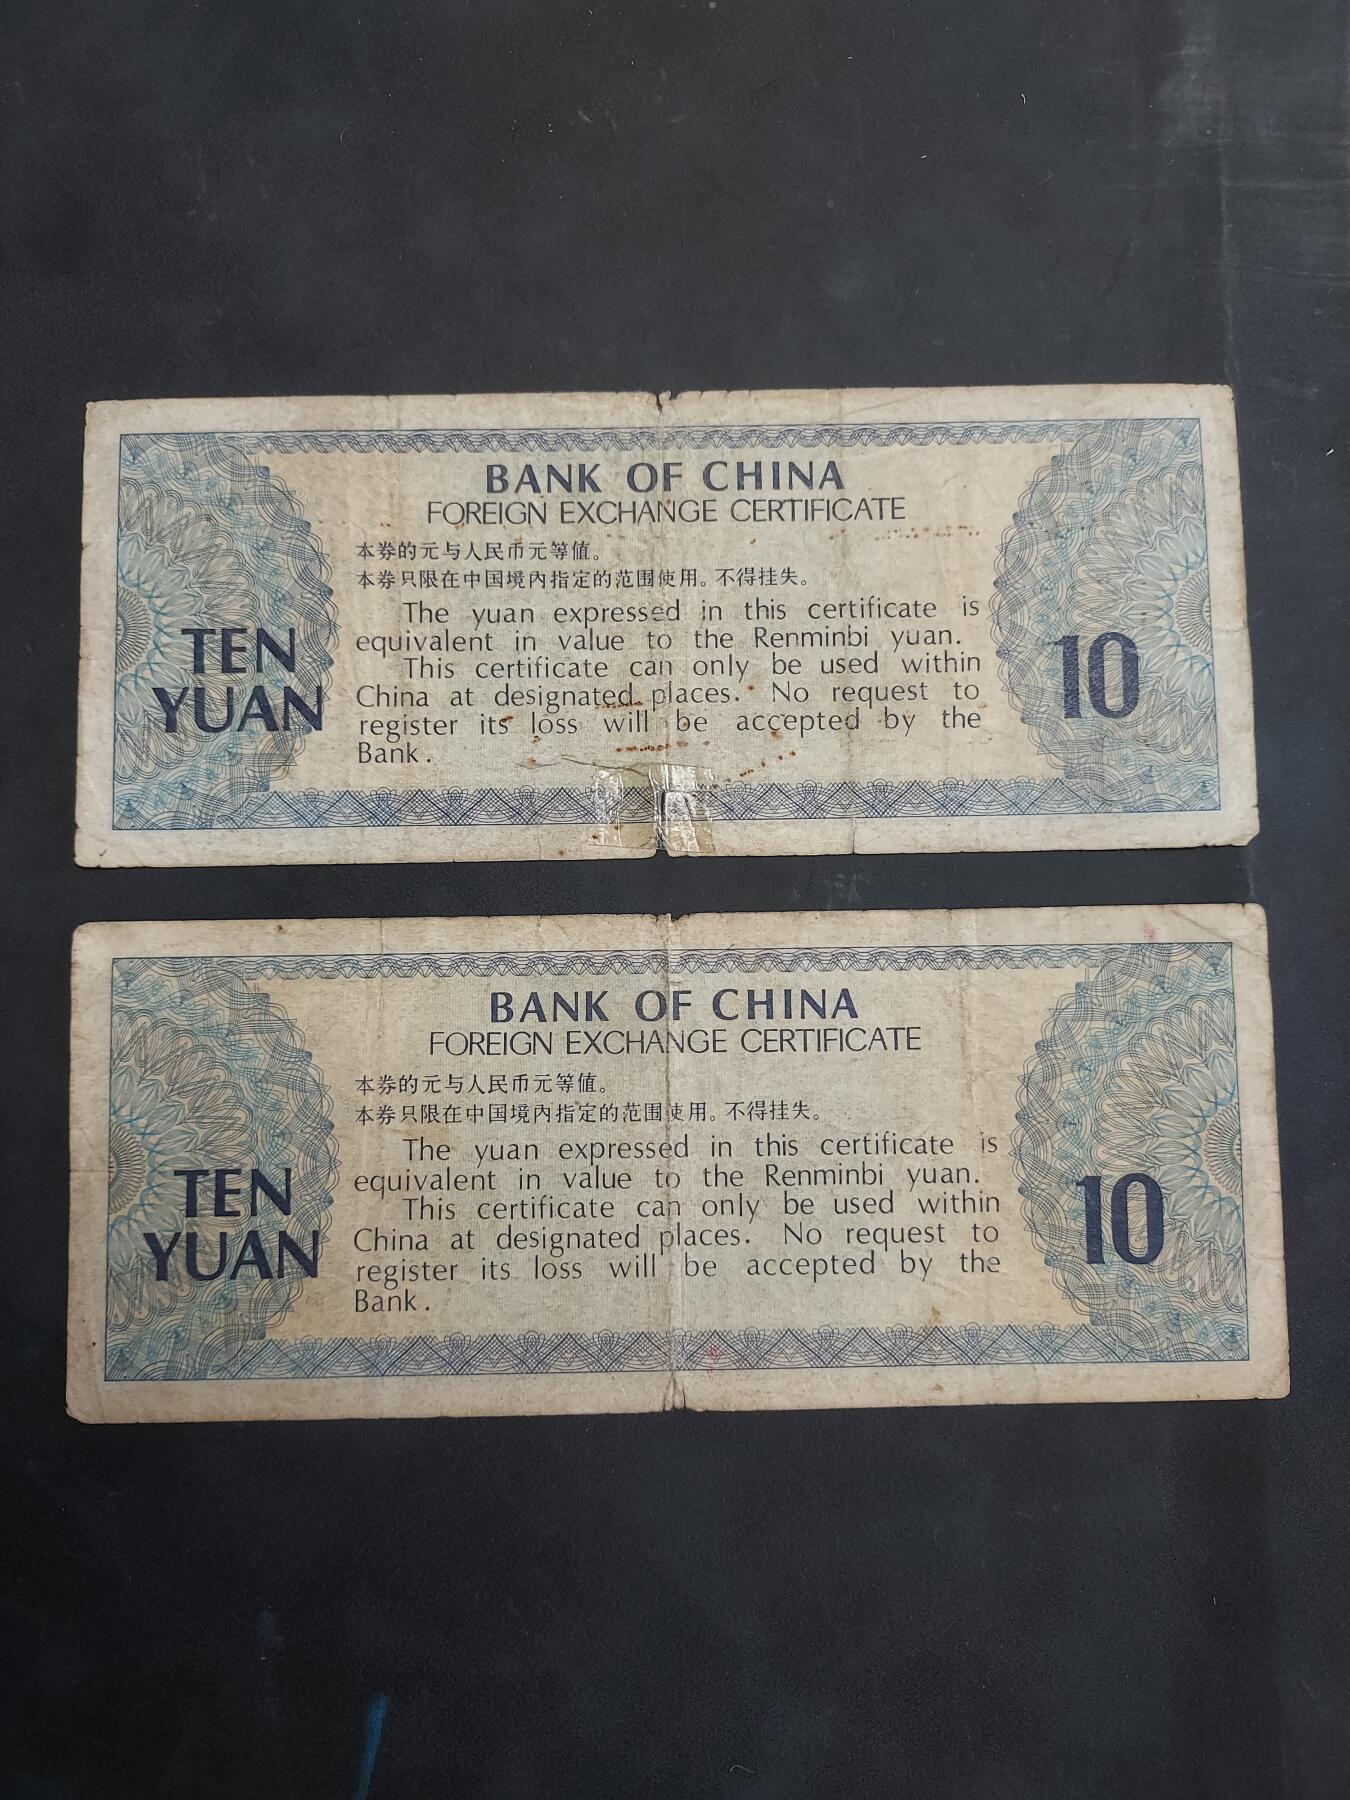 BANK OF CHINA
FOREIGN EXCHANGE CERTIFICATE
本券的元与人民币元等值。
本券只限在中国境内指定的范围使用。不得挂失。
The yuan expressed in this certificate is
equivalent in value to the Renminbi yuan.
This certificate can only be used within
China at designated places. No request to
register its loss will be accepted by the
Bank.
TEN
YUAN
10
BANK OF CHINA
FOREIGN EXCHANGE CERTIFICATE
本券的元与人民币元等值。
本券只限在中国境内指定的范围使用。不得挂失。
The yuan expressed in this certificate is
equivalent in value to the Renminbi yuan.
This certificate can only be used within
China at designated places. No request to
register its loss will be accepted by the
Bank.
TEN
YUAN
10